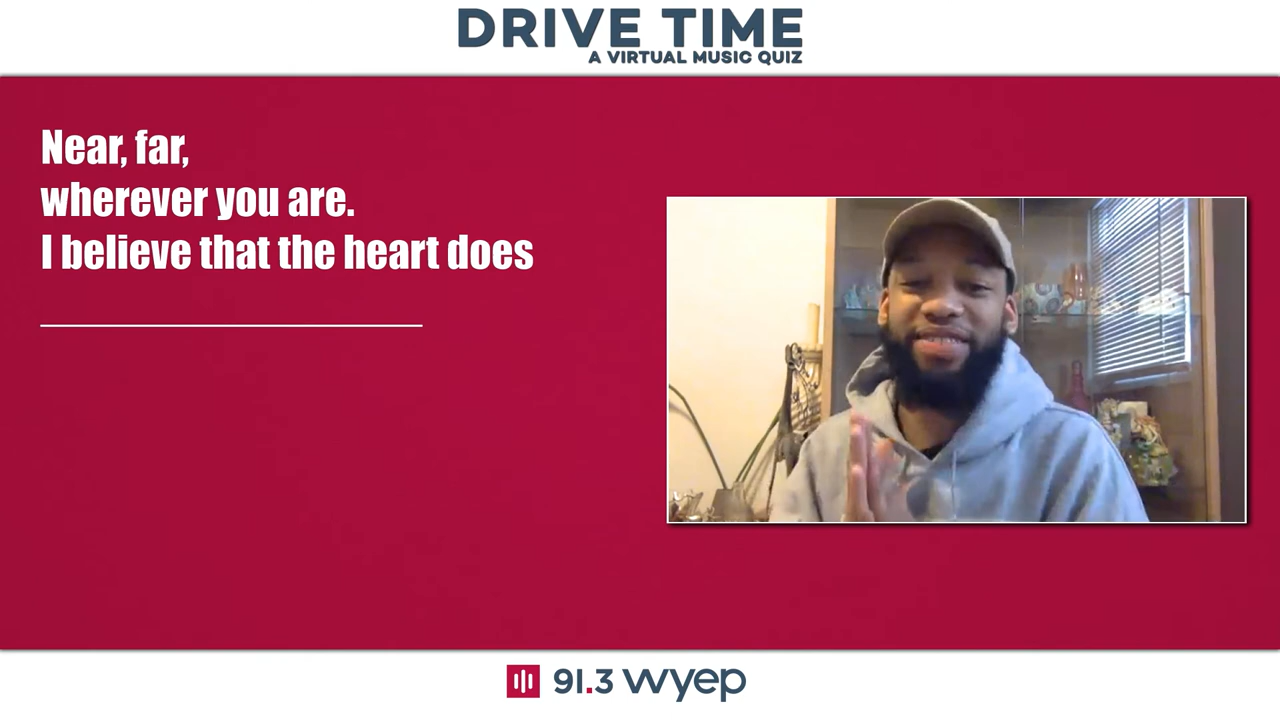 DRIVE TIME
A VIRTUAL MUSIC QUIZ
Near, far,
wherever you are.
I believe that the heart does
91.3 wyep